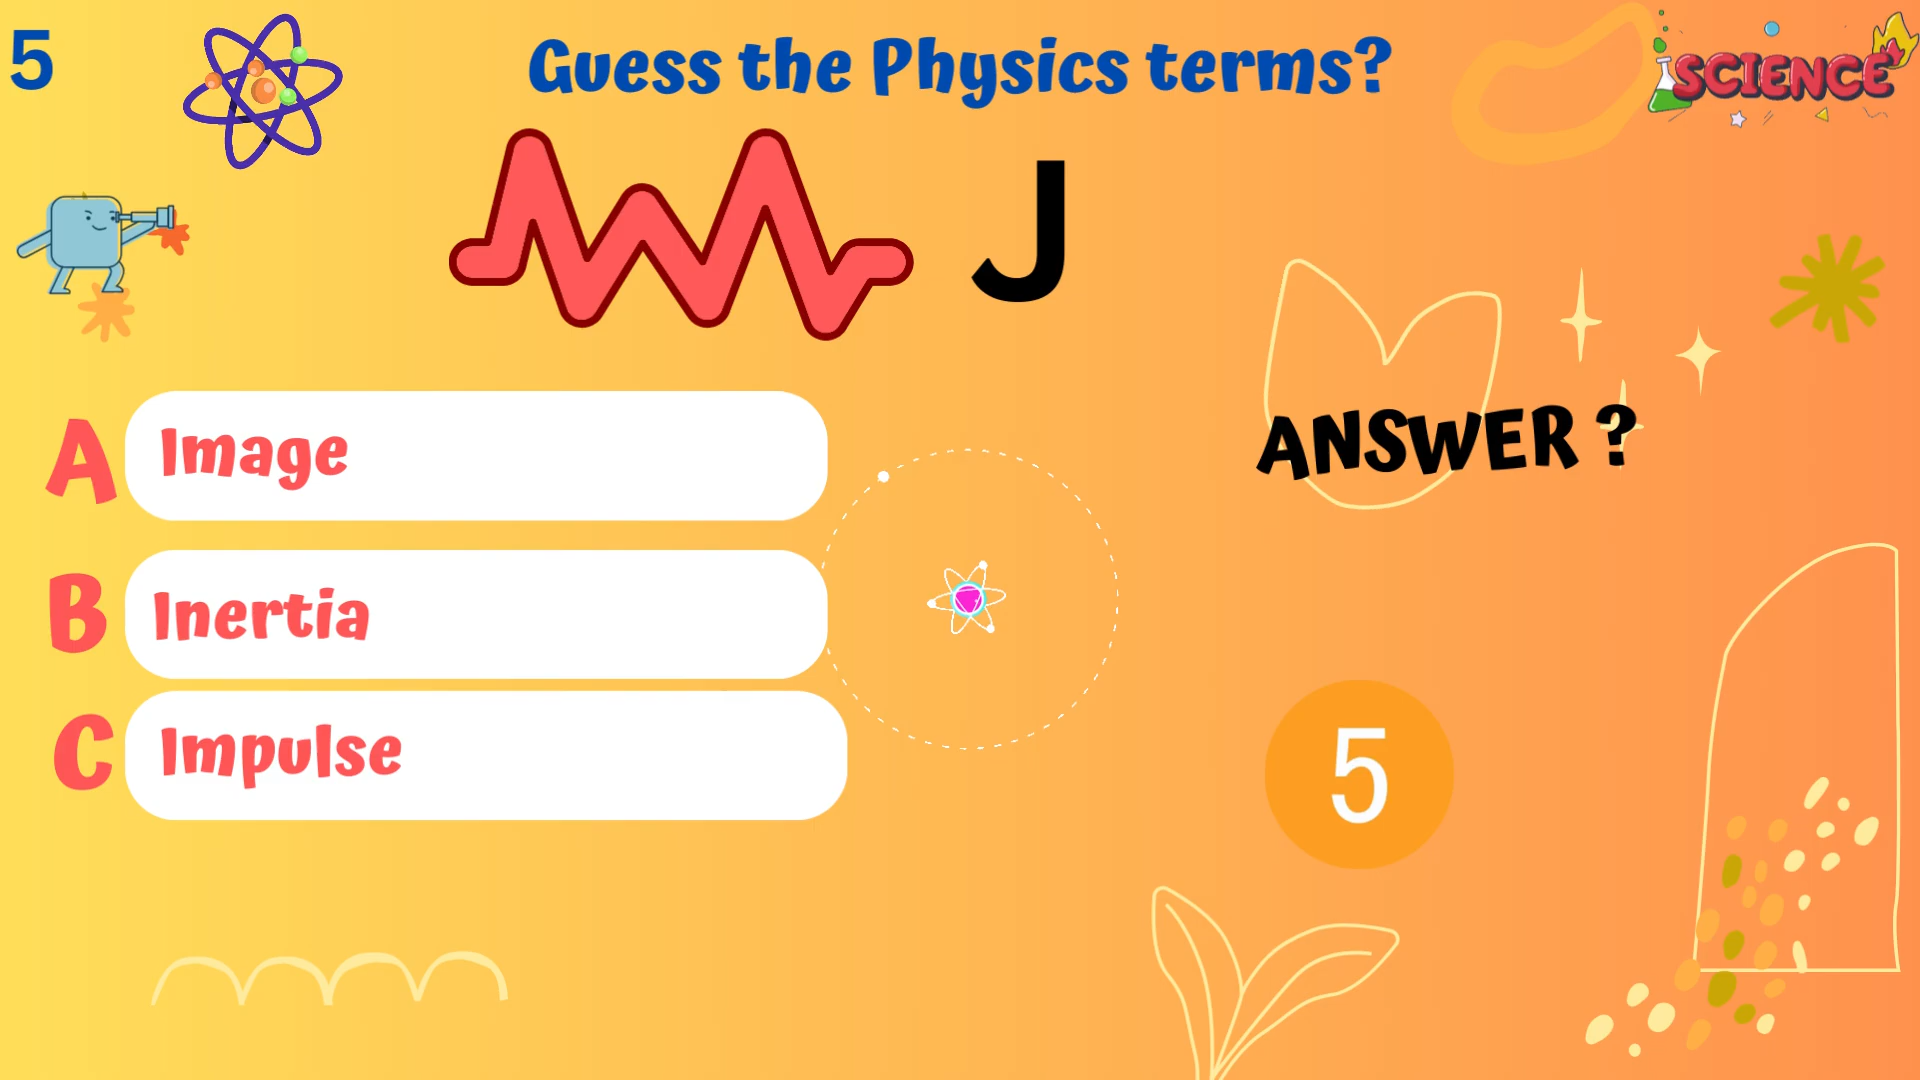 5
Guess the Physics terms?
SCIENCE
J
A Image
ANSWER ?
B Inertia
C Impulse
5